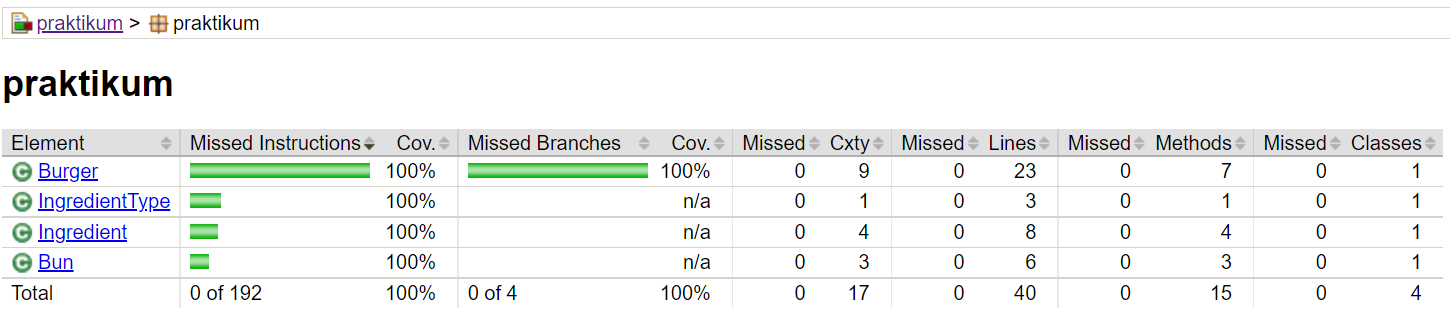 praktikum > praktikum
praktikum
Element Missed Instructions Cov. Missed Branches Cov. Missed Cxty Missed Lines Missed Methods Missed Classes
Burger 100% 100% 0 9 0 23 0 7 0 1
IngredientType 100% n/a 0 1 0 3 0 1 0 1
Ingredient 100% n/a 0 4 0 8 0 4 0 1
Bun 100% n/a 0 3 0 6 0 3 0 1
Total 0 of 192 100% 0 of 4 100% 0 17 0 40 0 15 0 4